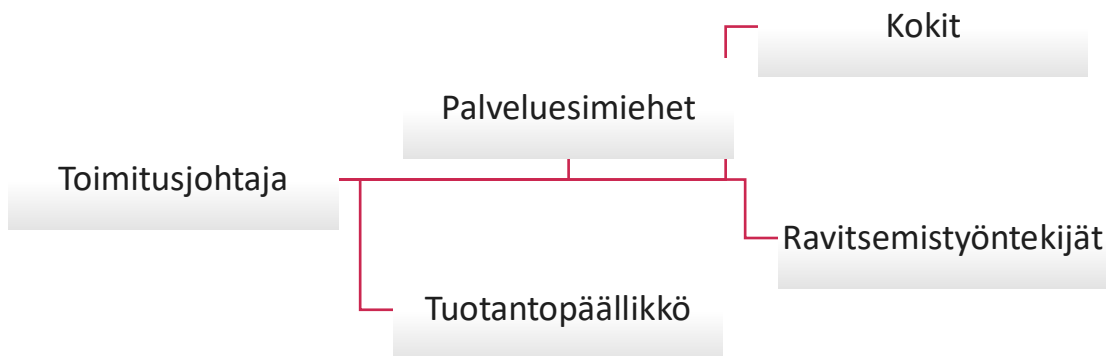 Kokit
Palveluesimiehet
Toimitusjohtaja
Ravitsemistyöntekijät
Tuotantopäällikkö